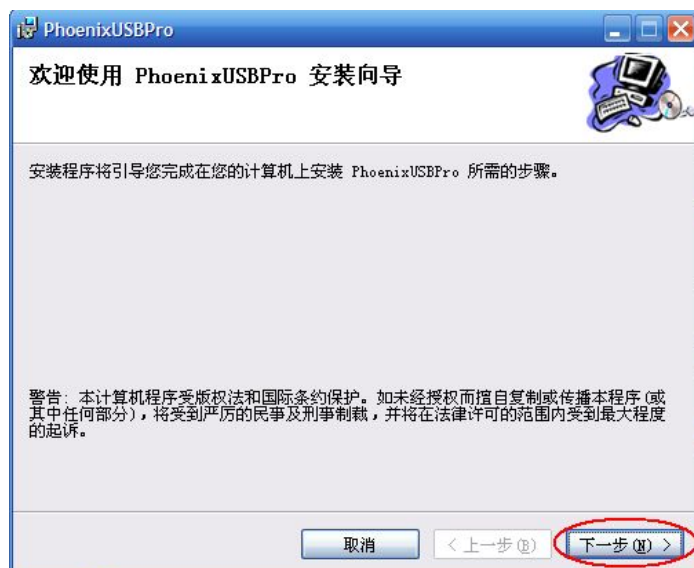 PhoenixUSBPro
欢迎使用 PhoenixUSBPro 安装向导
安装程序将引导您完成在您的计算机上安装 PhoenixUSBPro 所需的步骤。
警告: 本计算机程序受版权法和国际条约保护。如未经授权而擅自复制或传播本程序(或
其中任何部分),将受到严厉的民事及刑事制裁,并将在法律许可的范围内受到最大程度
的起诉。
取消 < 上一步(B) 下一步(N) >